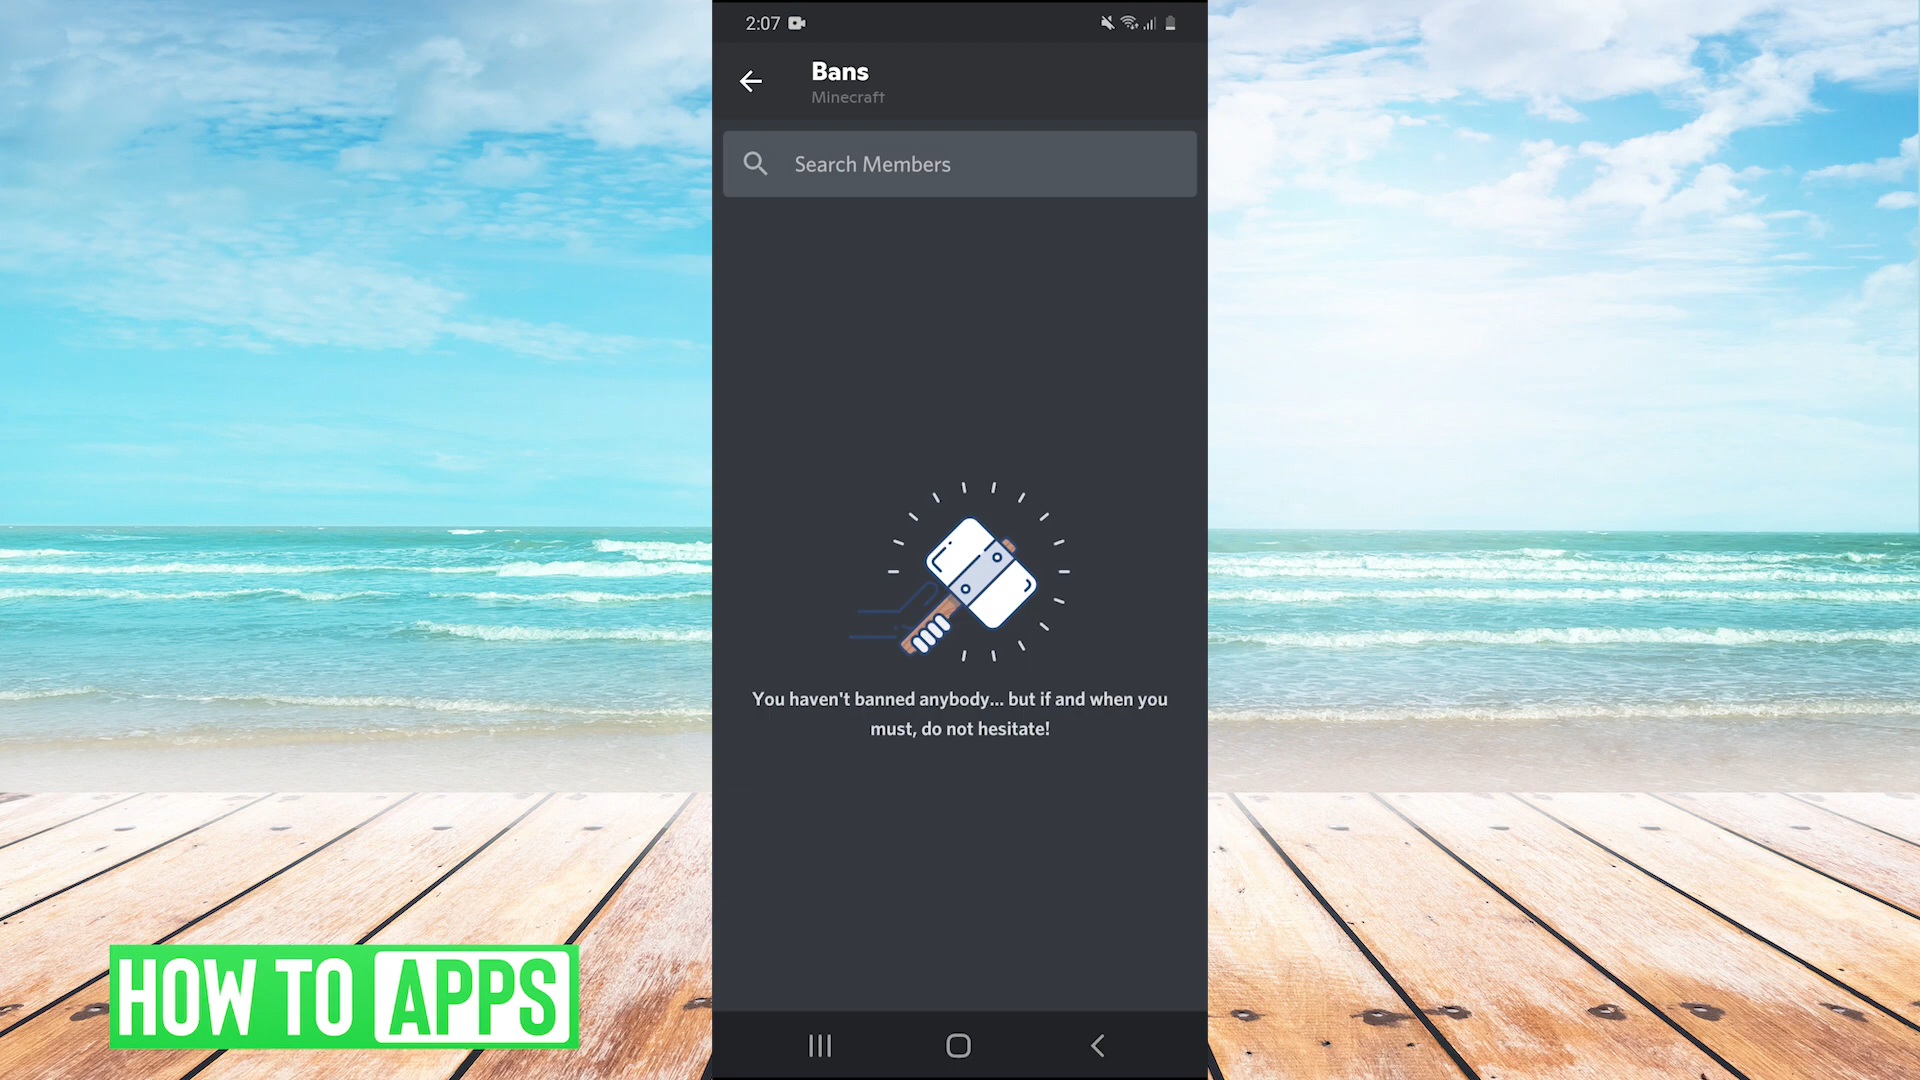 2:07
Bans
Minecraft
Search Members
You haven't banned anybody... but if and when you
must, do not hesitate!
HOW TO APPS